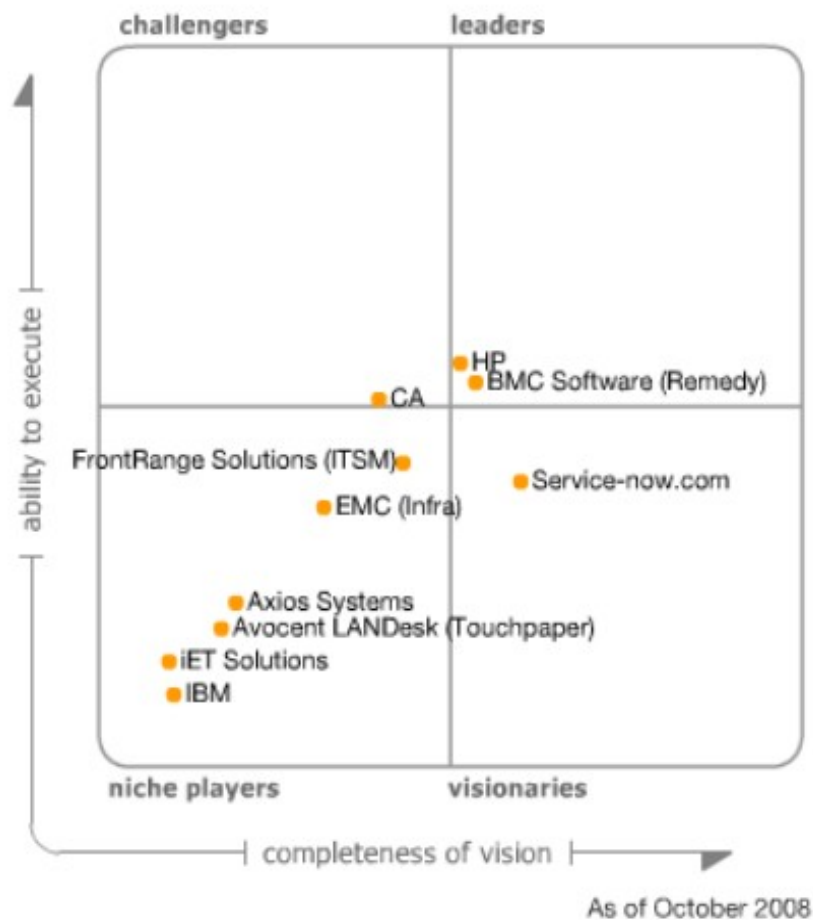 challengers
leaders
ability to execute
HP
BMC Software (Remedy)
CA
FrontRange Solutions (ITSM)
Service-now.com
EMC (Infra)
Axios Systems
Avocent LANDesk (Touchpaper)
iET Solutions
IBM
niche players
visionaries
completeness of vision
As of October 2008